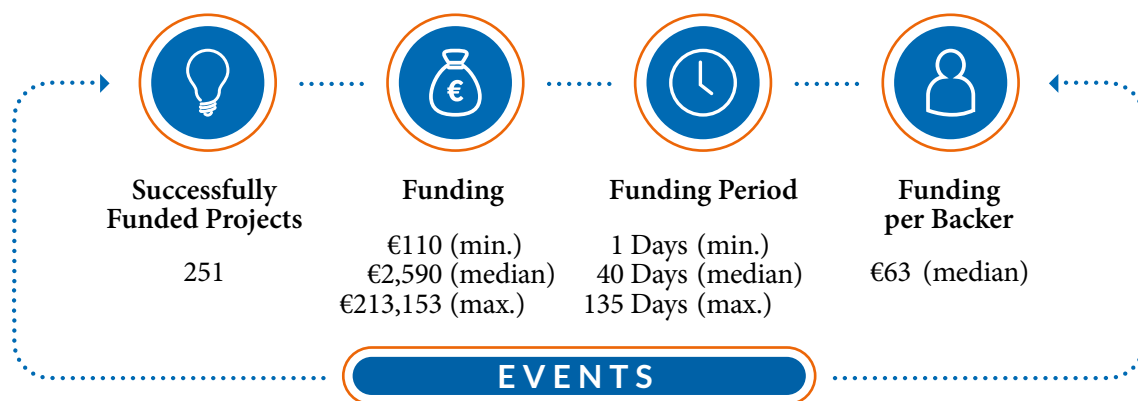 €
Successfully
Funded Projects
251
Funding
€110 (min.)
€2,590 (median)
€213,153 (max.)
Funding Period
1 Days (min.)
40 Days (median)
135 Days (max.)
Funding
per Backer
€63 (median)
EVENTS